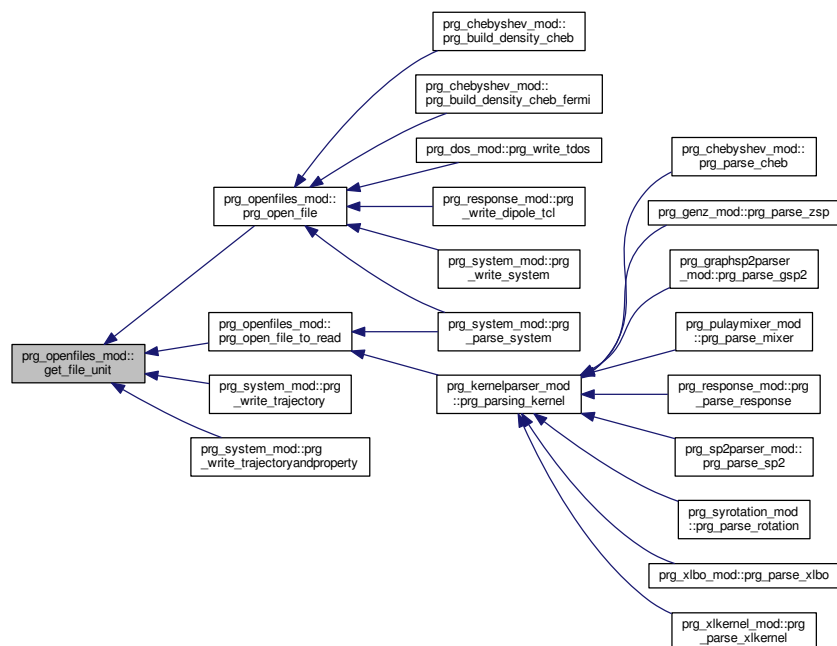 prg_chebyshev_mod::
prg_build_density_cheb
prg_chebyshev_mod::
prg_build_density_cheb_fermi
prg_dos_mod::prg_write_tdos
prg_openfiles_mod::
prg_open_file
prg_response_mod::prg
_write_dipole_tcl
prg_system_mod::prg
_write_system
prg_openfiles_mod::
prg_open_file_to_read
prg_system_mod::prg
_parse_system
prg_openfiles_mod::
get_file_unit
prg_system_mod::prg
_write_trajectory
prg_system_mod::prg
_write_trajectoryandproperty
prg_kernelparser_mod
::prg_parsing_kernel
prg_chebyshev_mod::
prg_parse_cheb
prg_genz_mod::prg_parse_zsp
prg_graphsp2parser
_mod::prg_parse_gsp2
prg_pulaymixer_mod
::prg_parse_mixer
prg_response_mod::prg
_parse_response
prg_sp2parser_mod::
prg_parse_sp2
prg_syrotation_mod
::prg_parse_rotation
prg_xlbo_mod::prg_parse_xlbo
prg_xlkernel_mod::prg
_parse_xlkernel